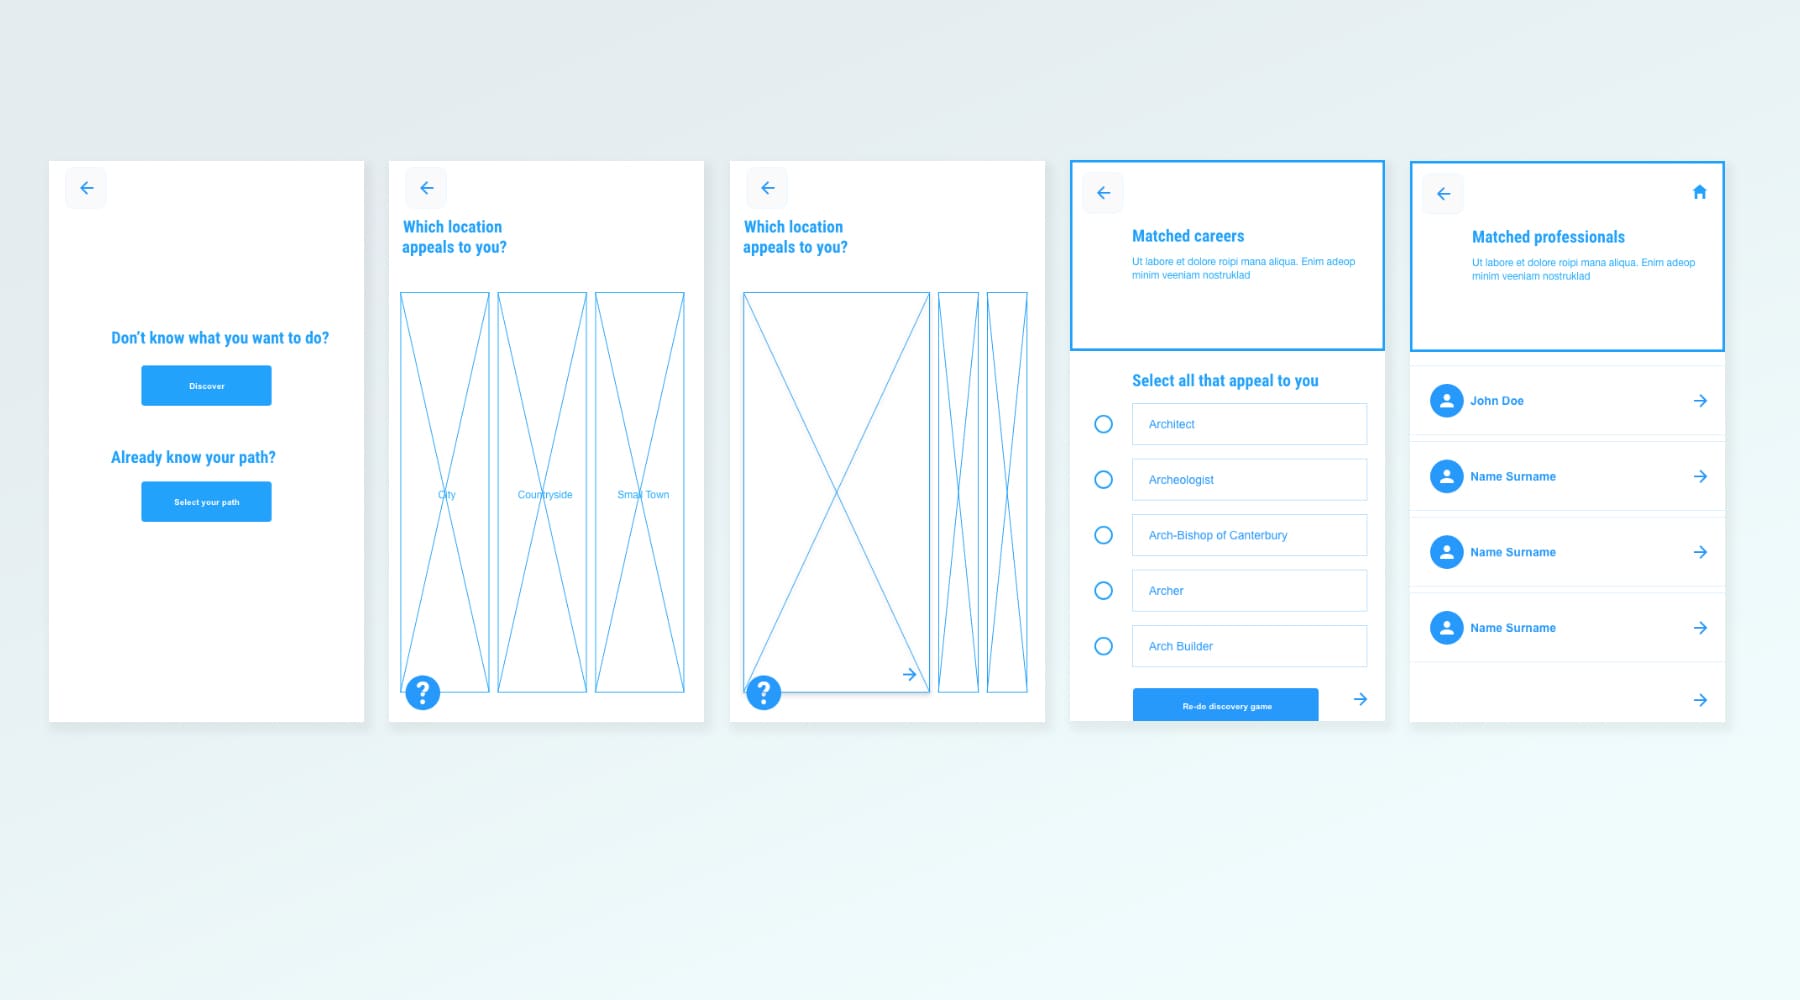 Don’t know what you want to do?
Discover
Already know your path?
Select your path
Which location
appeals to you?
City
Countryside
Small Town
?
Which location
appeals to you?
?
Matched careers
Ut labore et dolore roipi mana aliqua. Enim adeop
minim veeniam nostruklad
Select all that appeal to you
Architect
Archeologist
Arch-Bishop of Canterbury
Archer
Arch Builder
Re-do discovery game
Matched professionals
Ut labore et dolore roipi mana aliqua. Enim adeop
minim veeniam nostruklad
John Doe
Name Surname
Name Surname
Name Surname